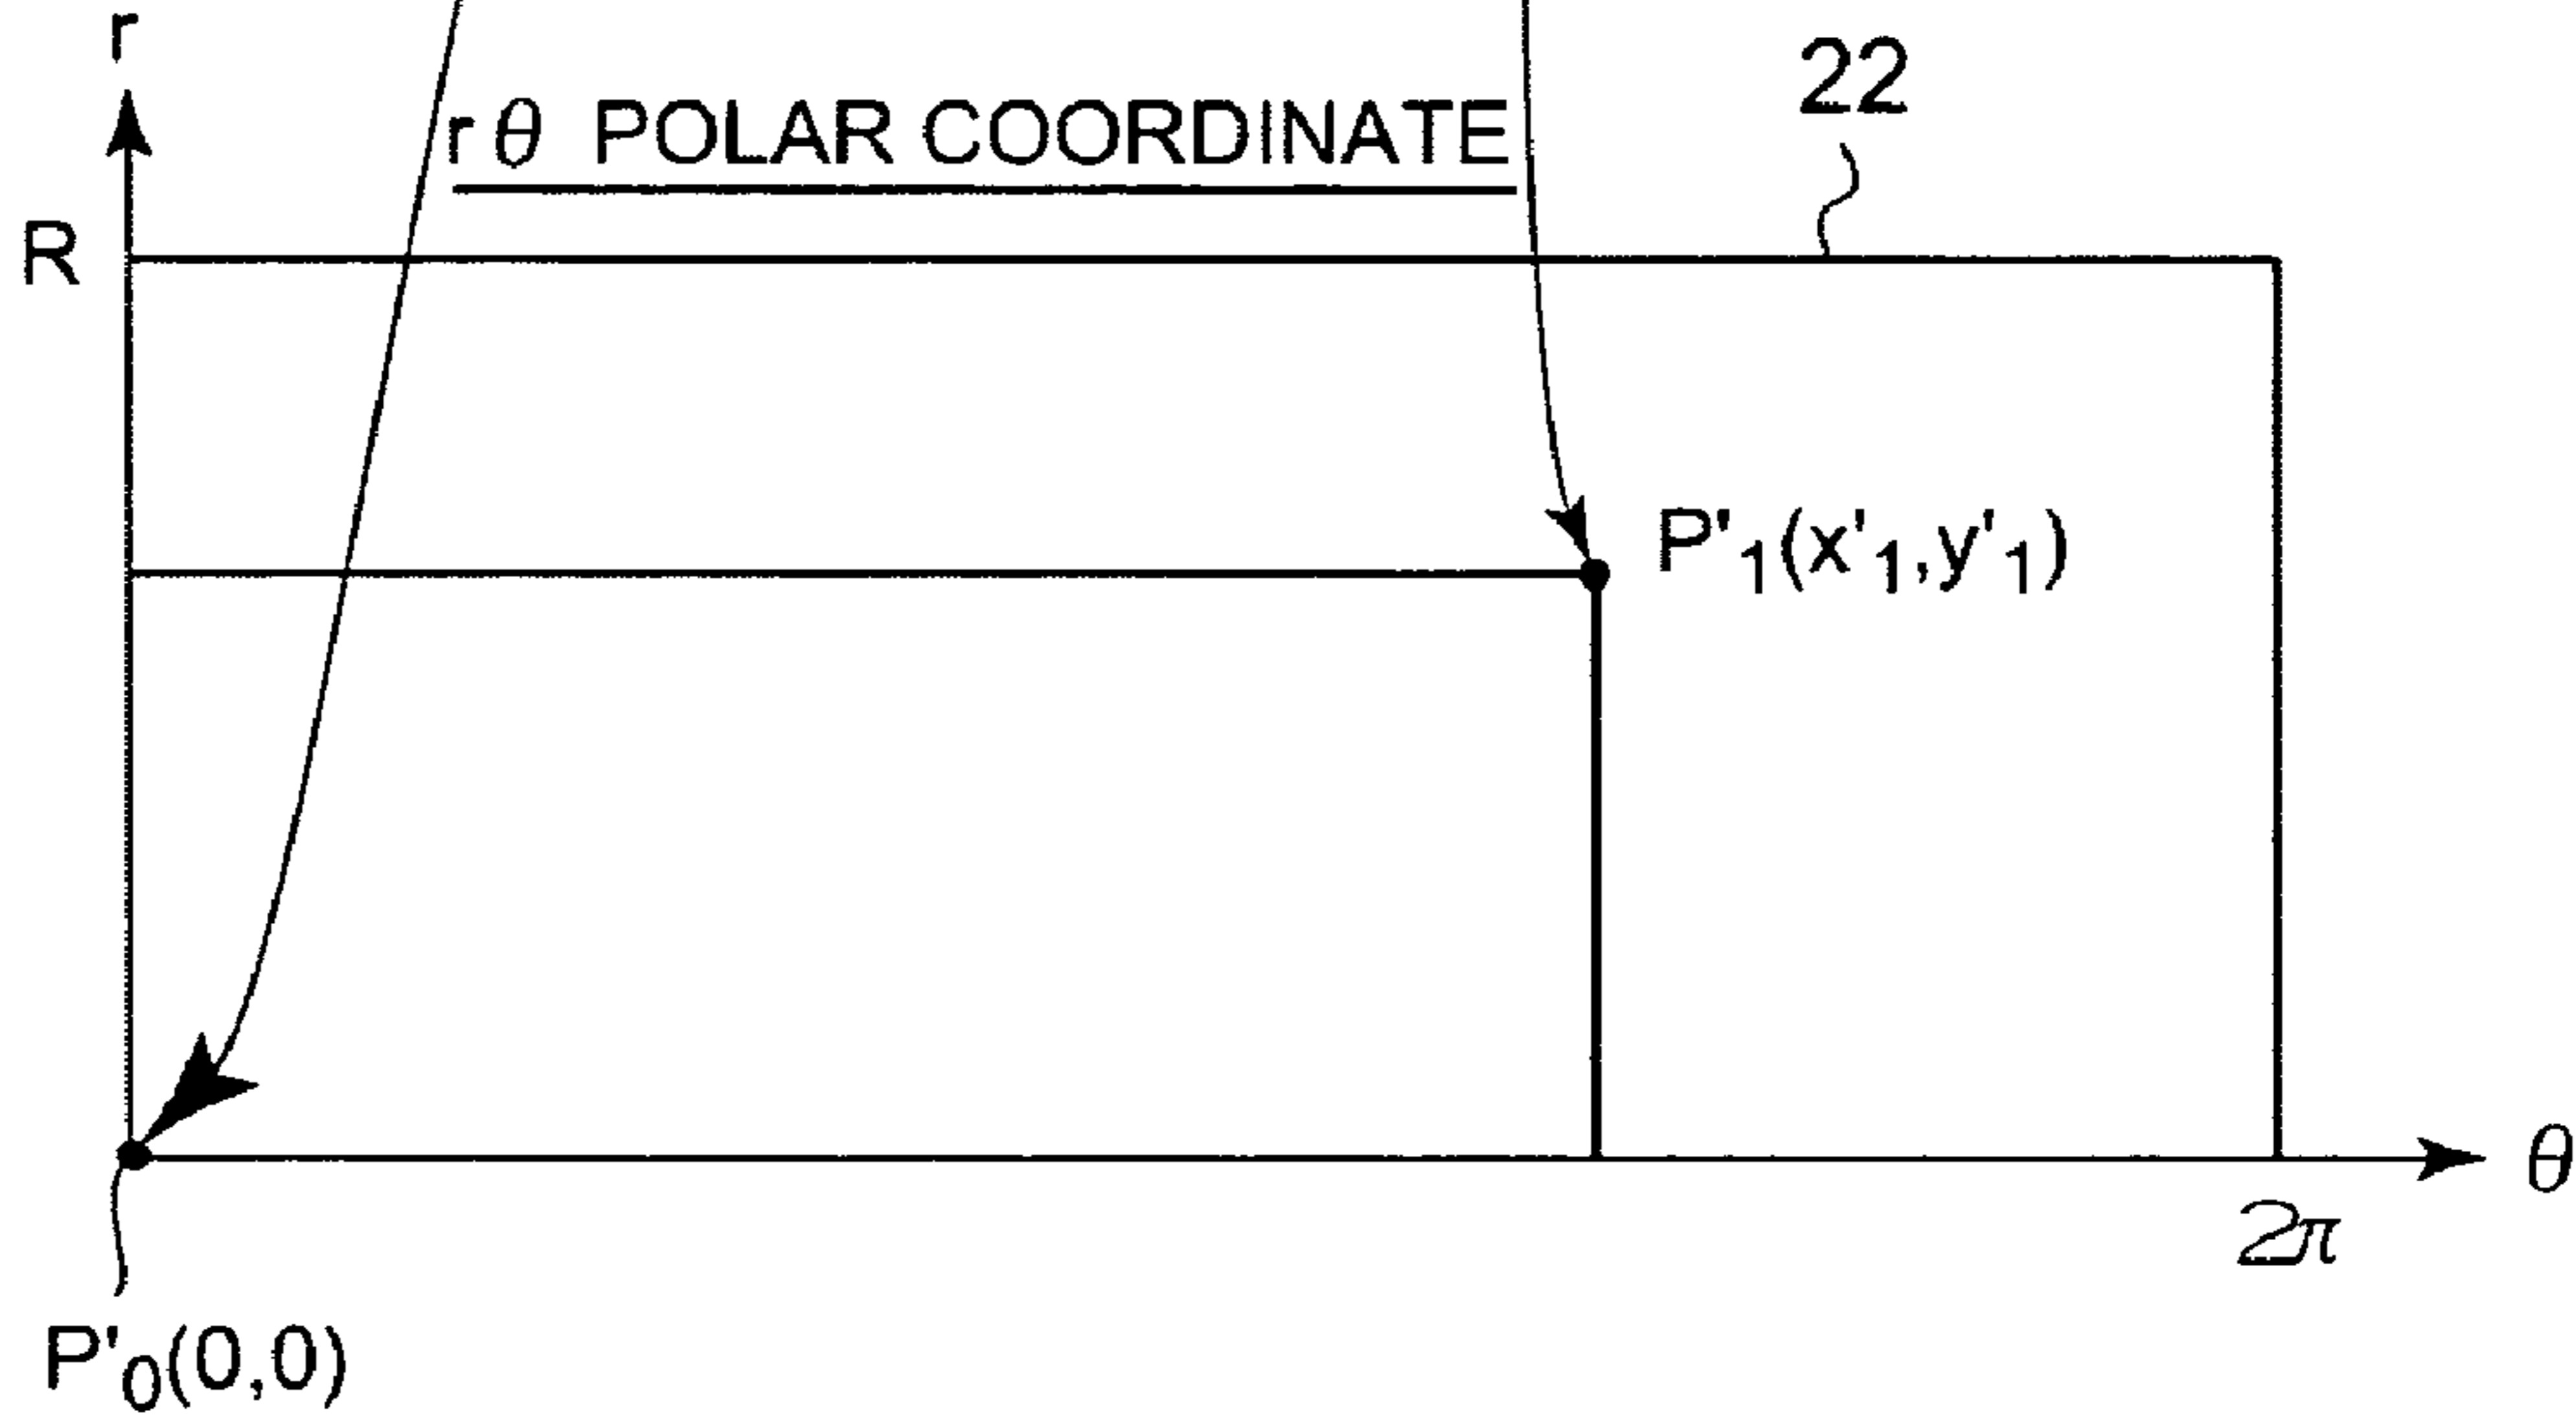 r
22
rθ POLAR COORDINATE
R
P'₁(x'₁,y'₁)
θ
2π
P'₀(0,0)